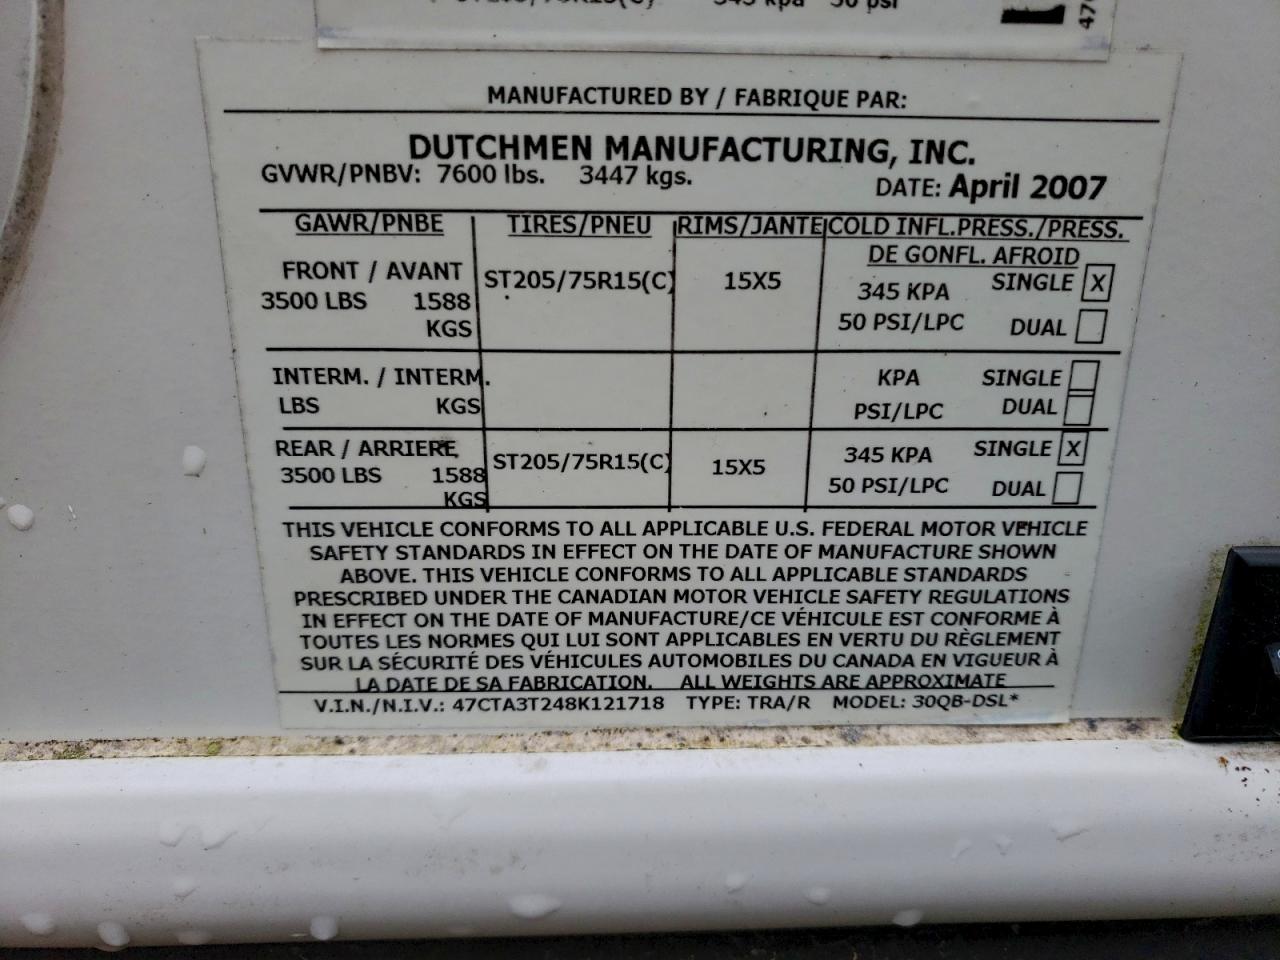 345 kpa 50 psi
MANUFACTURED BY / FABRIQUE PAR:
DUTCHMEN MANUFACTURING, INC.
GVWR/PNBV: 7600 lbs. 3447 kgs.
DATE: April 2007
GAWR/PNBE TIRES/PNEU RIMS/JANTE COLD INFL.PRESS./PRESS.
DE GONFL. AFROID
FRONT / AVANT ST205/75R15(C) 15X5 345 KPA SINGLE X
3500 LBS 1588
KGS 50 PSI/LPC DUAL
INTERM. / INTERM. KPA SINGLE
LBS KGS PSI/LPC DUAL
REAR / ARRIERE ST205/75R15(C) 15X5 345 KPA SINGLE X
3500 LBS 1588
KGS 50 PSI/LPC DUAL
THIS VEHICLE CONFORMS TO ALL APPLICABLE U.S. FEDERAL MOTOR VEHICLE
SAFETY STANDARDS IN EFFECT ON THE DATE OF MANUFACTURE SHOWN
ABOVE. THIS VEHICLE CONFORMS TO ALL APPLICABLE STANDARDS
PRESCRIBED UNDER THE CANADIAN MOTOR VEHICLE SAFETY REGULATIONS
IN EFFECT ON THE DATE OF MANUFACTURE/CE VÉHICULE EST CONFORME À
TOUTES LES NORMES QUI LUI SONT APPLICABLES EN VERTU DU RÈGLEMENT
SUR LA SÉCURITÉ DES VÉHICULES AUTOMOBILES DU CANADA EN VIGUEUR À
LA DATE DE SA FABRICATION. ALL WEIGHTS ARE APPROXIMATE
V.I.N./N.I.V.: 47CTA3T248K121718 TYPE: TRA/R MODEL: 30QB-DSL*